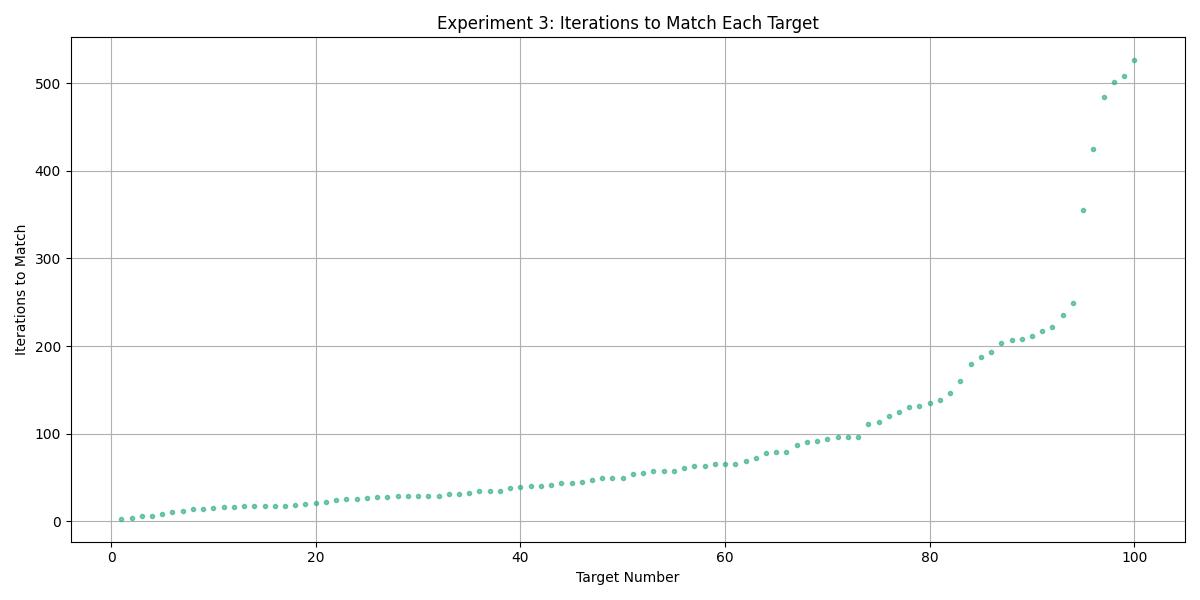 Experiment 3: Iterations to Match Each Target
500
400
300
200
100
0
Iterations to Match
0 20 40 60 80 100
Target Number